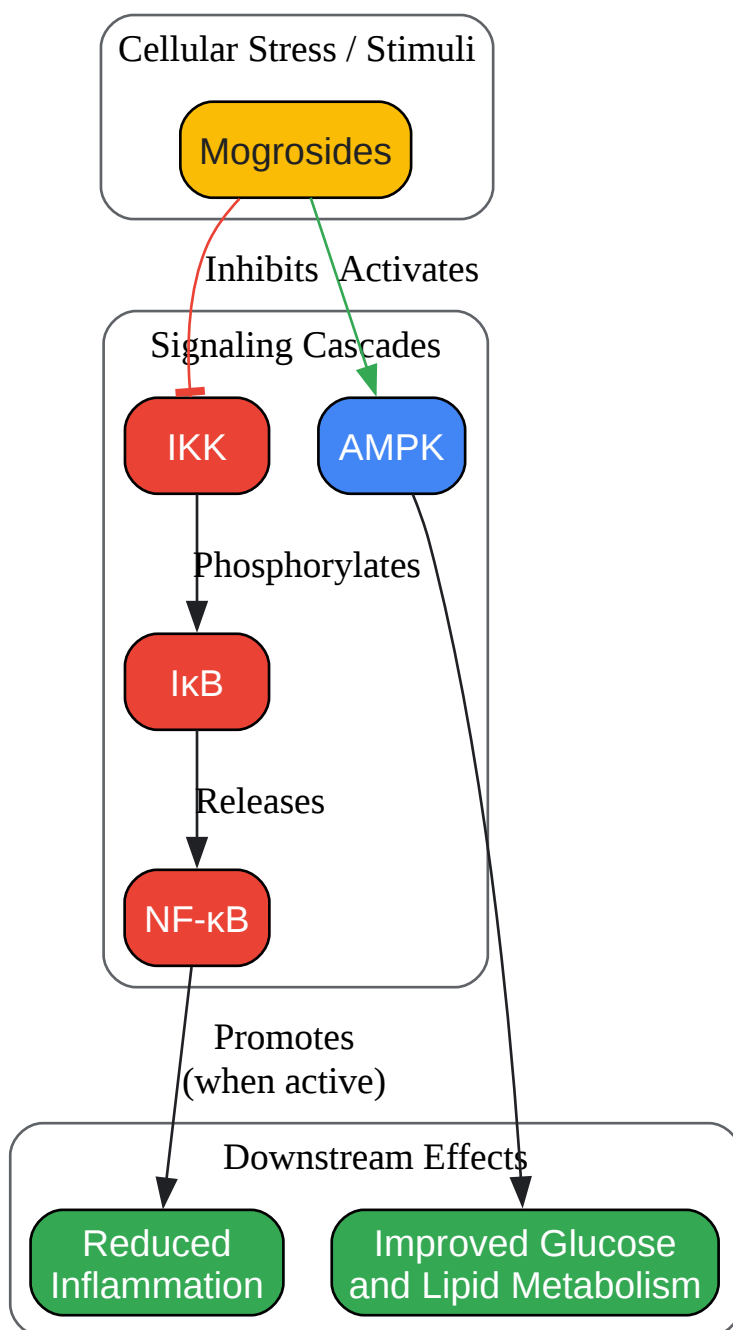 Cellular Stress / Stimuli
Mogrosides
Inhibits
Activates
Signaling Cascades
IKK
AMPK
Phosphorylates
IκB
Releases
NF-κB
Promotes
(when active)
Downstream Effects
Reduced
Inflammation
Improved Glucose
and Lipid Metabolism